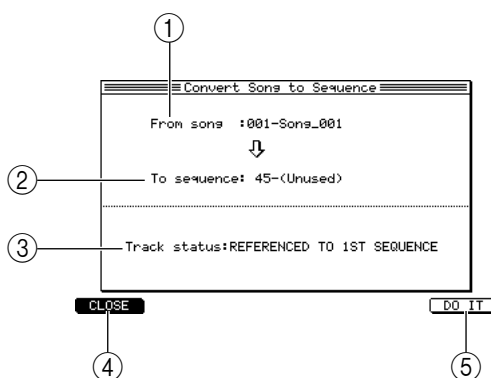 ①
Convert Song to Sequence
From song :001-Song_001
⇩
② To sequence: 45-(Unused)
③ Track status:REFERENCED TO 1ST SEQUENCE
CLOSE DO IT
④ ⑤